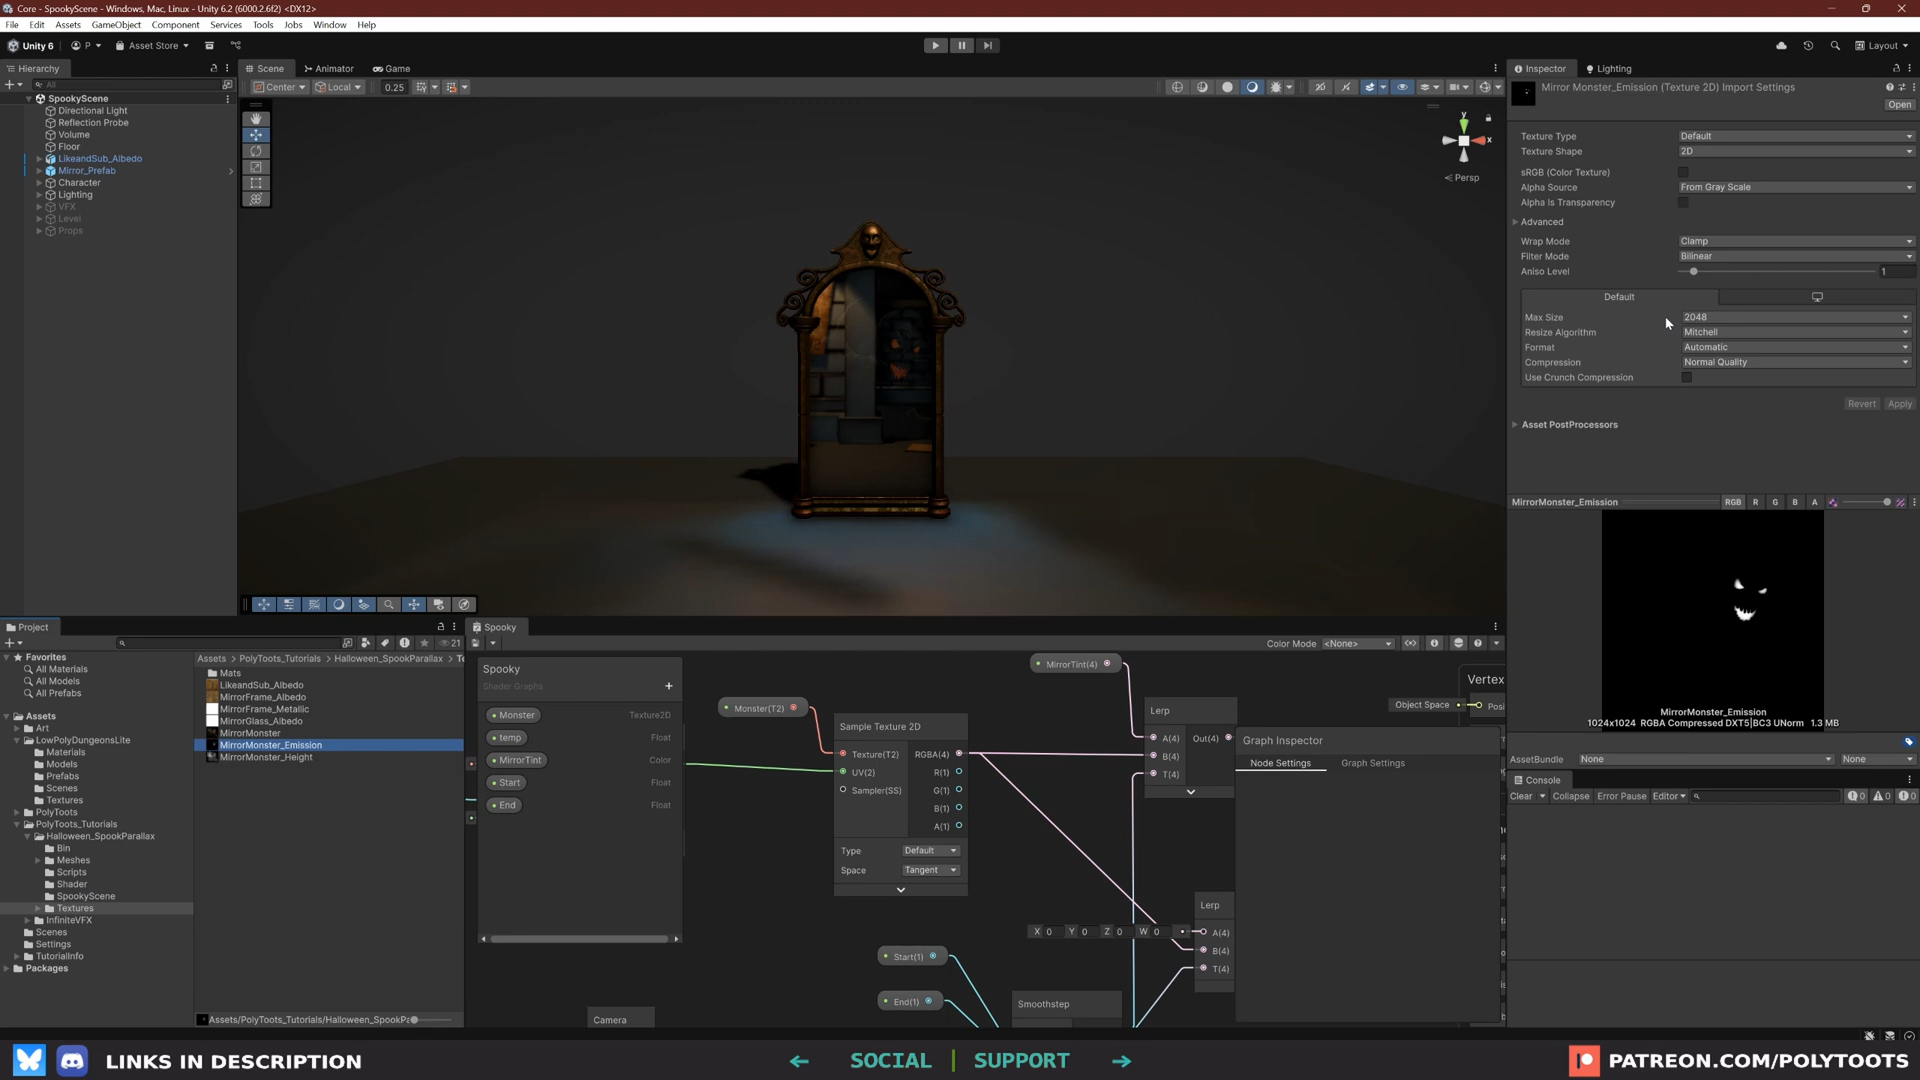 Core - SpookyScene - Windows, Mac, Linux - Unity 6.2 (6000.2.6f2) <DX12>
File Edit Assets GameObject Component Services Tools Jobs Window Help
Unity 6 P Asset Store Layout
Hierarchy
All
SpookyScene
Directional Light
Reflection Probe
Volume
Floor
LikeandSub_Albedo
Mirror_Prefab
Character
Lighting
VFX
Level
Props
Scene Animator Game
Center Local 0.25
y
x
Persp
Inspector Lighting
Mirror Monster_Emission (Texture 2D) Import Settings
Open
Texture Type Default
Texture Shape 2D
sRGB (Color Texture)
Alpha Source From Gray Scale
Alpha Is Transparency
Advanced
Wrap Mode Clamp
Filter Mode Bilinear
Aniso Level 1
Default
Max Size 2048
Resize Algorithm Mitchell
Format Automatic
Compression Normal Quality
Use Crunch Compression
Revert Apply
Asset PostProcessors
MirrorMonster_Emission RGB R G B A
MirrorMonster_Emission
1024x1024 RGBA Compressed DXT5|BC3 UNorm 1.3 MB
AssetBundle None None
Console
Clear Collapse Error Pause Editor 0 0 0
Project
21
Favorites
All Materials
All Models
All Prefabs
Assets
Art
LowPolyDungeonsLite
Materials
Models
Prefabs
Scenes
Textures
PolyToots
PolyToots_Tutorials
Halloween_SpookParallax
Bin
Meshes
Scripts
Shader
SpookyScene
Textures
InfiniteVFX
Scenes
Settings
TutorialInfo
Packages
Assets > PolyToots_Tutorials > Halloween_SpookParallax >
Mats
LikeandSub_Albedo
MirrorFrame_Albedo
MirrorFrame_Metallic
MirrorGlass_Albedo
MirrorMonster
MirrorMonster_Emission
MirrorMonster_Height
Assets/PolyToots_Tutorials/Halloween_SpookPa
Spooky
Color Mode <None>
Spooky
Shader Graphs
Monster Texture2D
temp Float
MirrorTint Color
Start Float
End Float
Monster(T2)
Sample Texture 2D
Texture(T2) RGBA(4)
UV(2) R(1)
Sampler(SS) G(1)
B(1)
A(1)
Type Default
Space Tangent
MirrorTint(4)
Lerp
A(4) Out(4)
B(4)
T(4)
Object Space
Vertex
Graph Inspector
Node Settings Graph Settings
Lerp
X 0 Y 0 Z 0 W 0 A(4)
B(4)
T(4)
Start(1)
End(1)
Smoothstep
Camera
LINKS IN DESCRIPTION
← SOCIAL | SUPPORT →
PATREON.COM/POLYTOOTS